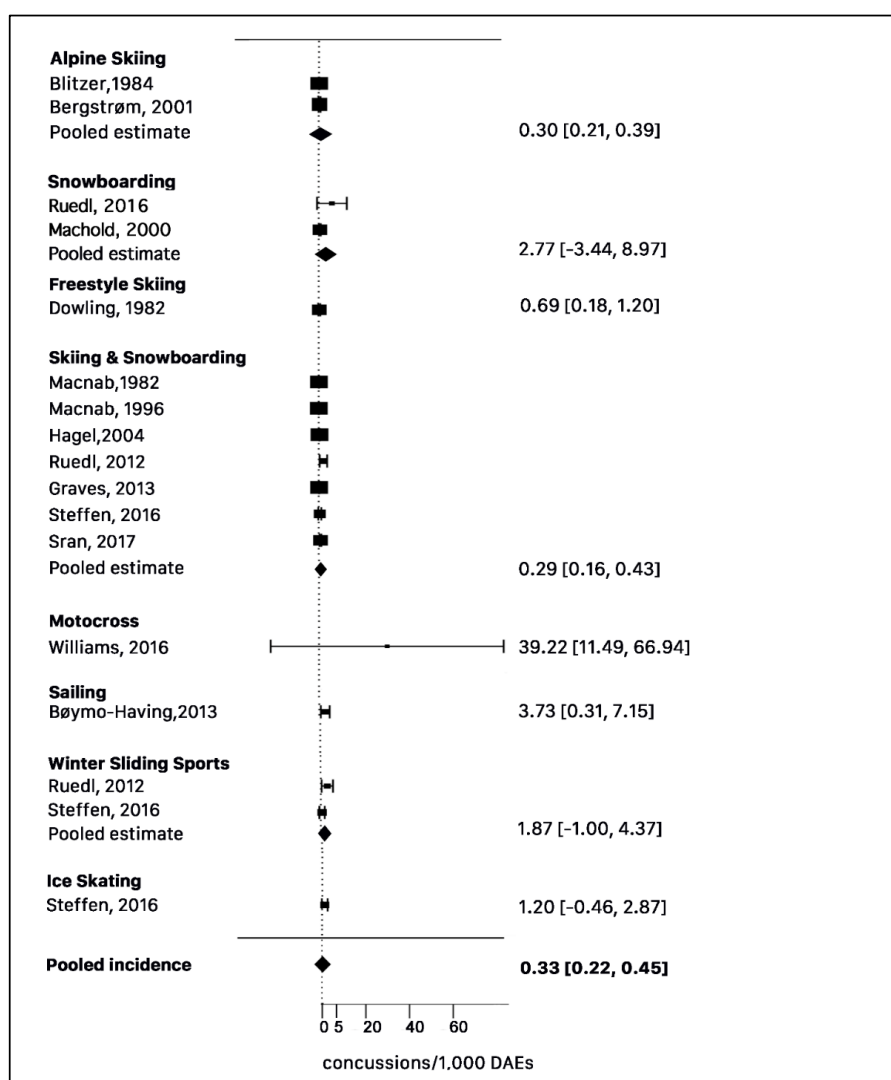 Alpine Skiing
Blitzer,1984
Bergstrøm, 2001
Pooled estimate 0.30 [0.21, 0.39]
Snowboarding
Ruedl, 2016
Machold, 2000
Pooled estimate 2.77 [-3.44, 8.97]
Freestyle Skiing
Dowling, 1982 0.69 [0.18, 1.20]
Skiing & Snowboarding
Macnab,1982
Macnab, 1996
Hagel,2004
Ruedl, 2012
Graves, 2013
Steffen, 2016
Sran, 2017
Pooled estimate 0.29 [0.16, 0.43]
Motocross
Williams, 2016 39.22 [11.49, 66.94]
Sailing
Bøymo-Having,2013 3.73 [0.31, 7.15]
Winter Sliding Sports
Ruedl, 2012
Steffen, 2016
Pooled estimate 1.87 [-1.00, 4.37]
Ice Skating
Steffen, 2016 1.20 [-0.46, 2.87]
Pooled incidence 0.33 [0.22, 0.45]
0 5 20 40 60
concussions/1,000 DAEs